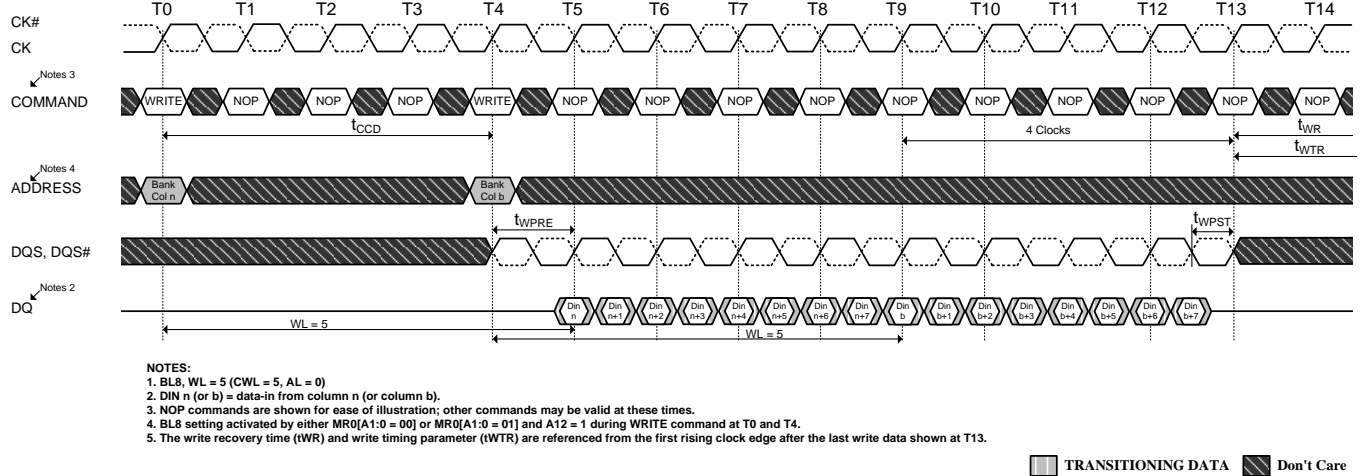 T0 T1 T2 T3 T4 T5 T6 T7 T8 T9 T10 T11 T12 T13 T14
CK#
CK
Notes 3
COMMAND
WRITE NOP NOP NOP WRITE NOP NOP NOP NOP NOP NOP NOP NOP NOP NOP
tCCD
4 Clocks
tWR
tWTR
Notes 4
ADDRESS
Bank Col n
Bank Col b
tWPRE
tWPST
DQS, DQS#
Notes 2
DQ
Din n Din n+1 Din n+2 Din n+3 Din n+4 Din n+5 Din n+6 Din n+7 Din b Din b+1 Din b+2 Din b+3 Din b+4 Din b+5 Din b+6 Din b+7
WL = 5
WL = 5
NOTES:
1. BL8, WL = 5 (CWL = 5, AL = 0)
2. DIN n (or b) = data-in from column n (or column b).
3. NOP commands are shown for ease of illustration; other commands may be valid at these times.
4. BL8 setting activated by either MR0[A1:0 = 00] or MR0[A1:0 = 01] and A12 = 1 during WRITE command at T0 and T4.
5. The write recovery time (tWR) and write timing parameter (tWTR) are referenced from the first rising clock edge after the last write data shown at T13.
TRANSITIONING DATA
Don't Care